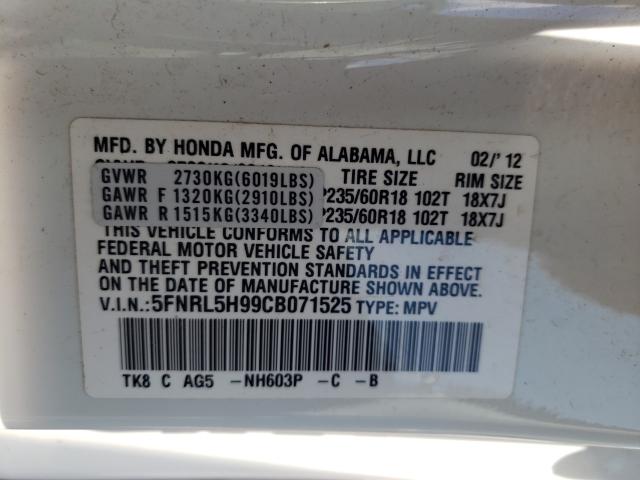 MFD. BY HONDA MFG. OF ALABAMA, LLC 02/'12
TIRE SIZE RIM SIZE
GVWR 2730KG(6019LBS)
GAWR F 1320KG(2910LBS) P235/60R18 102T 18X7J
GAWR R 1515KG(3340LBS) P235/60R18 102T 18X7J
THIS VEHICLE CONFORMS TO ALL APPLICABLE
FEDERAL MOTOR VEHICLE SAFETY
AND THEFT PREVENTION STANDARDS IN EFFECT
ON THE DATE OF MANUFACTURE SHOWN ABOVE.
V.I.N.:5FNRL5H99CB071525 TYPE: MPV
TK8 C AG5 -NH603P -C -B